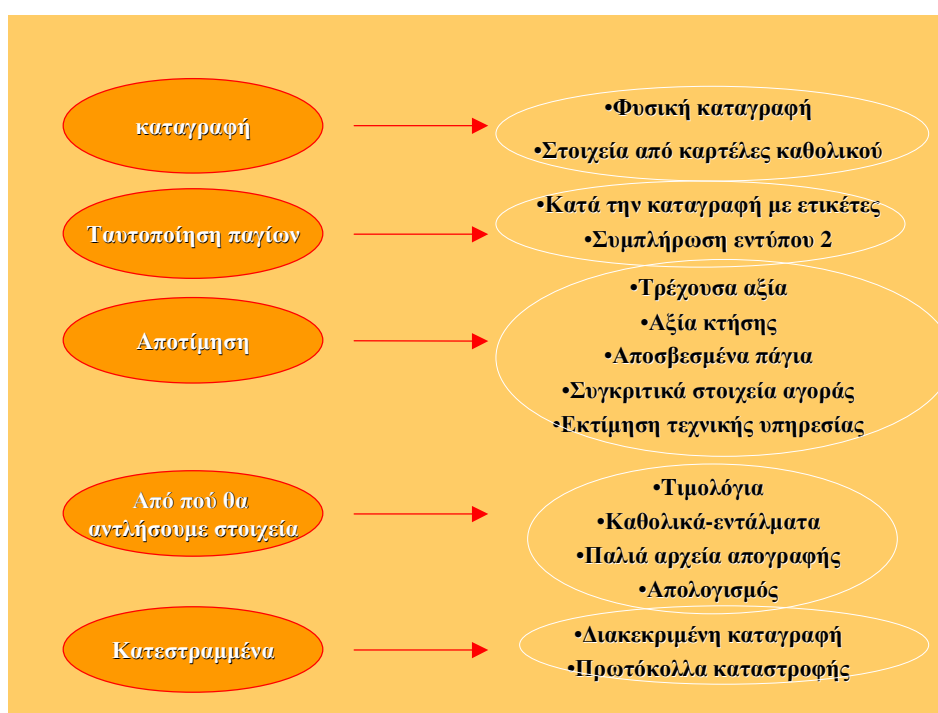 καταγραφή
•Φυσική καταγραφή
•Στοιχεία από καρτέλες καθολικού
Ταυτοποίηση παγίων
•Κατά την καταγραφή με ετικέτες
•Συμπλήρωση εντύπου 2
Αποτίμηση
•Τρέχουσα αξία
•Αξία κτήσης
•Αποσβεσμένα πάγια
•Συγκριτικά στοιχεία αγοράς
•Εκτίμηση τεχνικής υπηρεσίας
Από πού θα
αντλήσουμε στοιχεία
•Τιμολόγια
•Καθολικά-εντάλματα
•Παλιά αρχεία απογραφής
•Απολογισμός
Κατεστραμμένα
•Διακεκριμένη καταγραφή
•Πρωτόκολλα καταστροφής